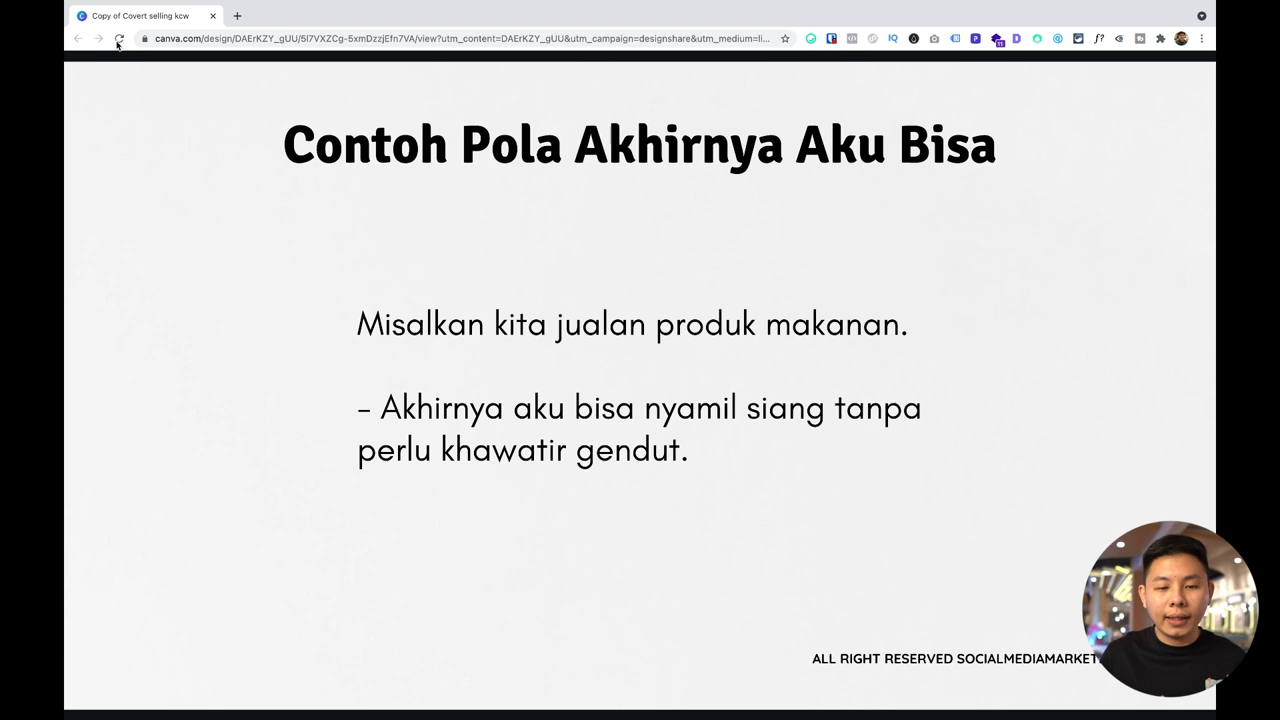 Copy of Covert selling kcw
canva.com/design/DAErKZY_gUU/5l7VXZCg-5xmDzzjEfn7VA/view?utm_content=DAErKZY_gUU&utm_campaign=designshare&utm_medium=li...
Contoh Pola Akhirnya Aku Bisa
Misalkan kita jualan produk makanan.
- Akhirnya aku bisa nyamil siang tanpa
perlu khawatir gendut.
ALL RIGHT RESERVED SOCIALMEDIAMARKET